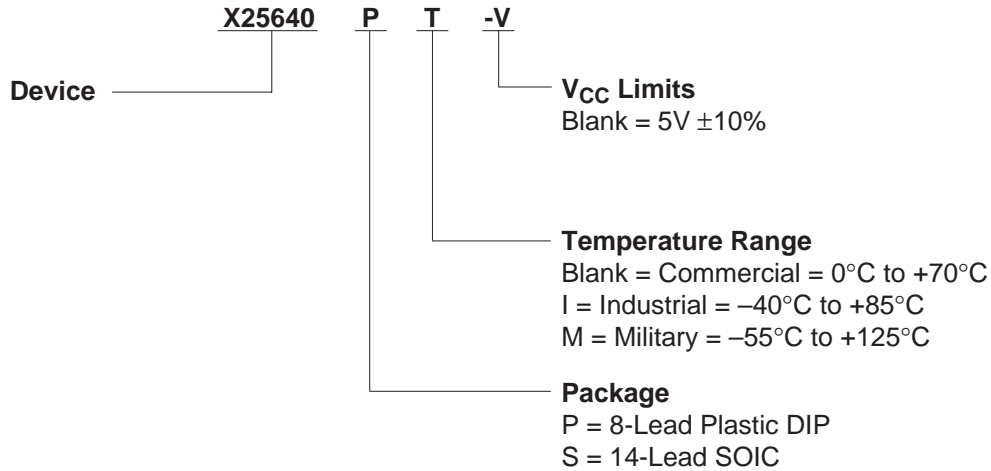 X25640 P T -V
Device
VCC Limits
Blank = 5V ±10%
Temperature Range
Blank = Commercial = 0°C to +70°C
I = Industrial = –40°C to +85°C
M = Military = –55°C to +125°C
Package
P = 8-Lead Plastic DIP
S = 14-Lead SOIC